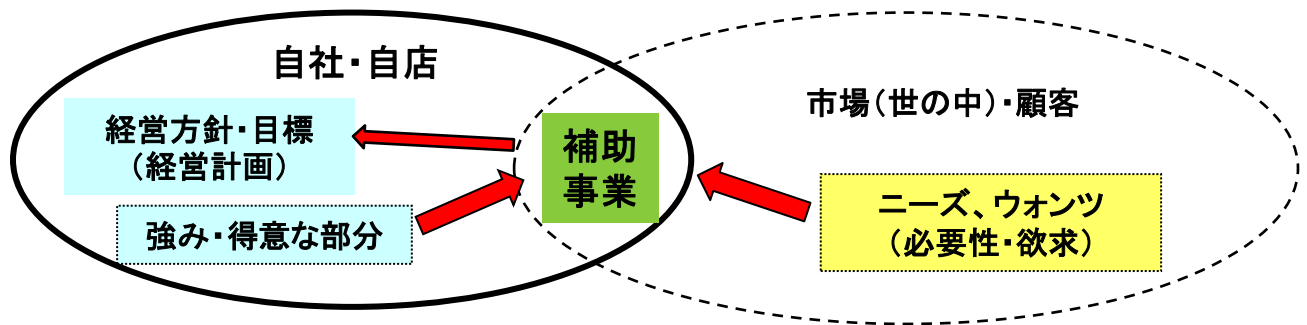 自社・自店
経営方針・目標
（経営計画）
強み・得意な部分
補助
事業
市場（世の中）・顧客
ニーズ、ウォンツ
（必要性・欲求）